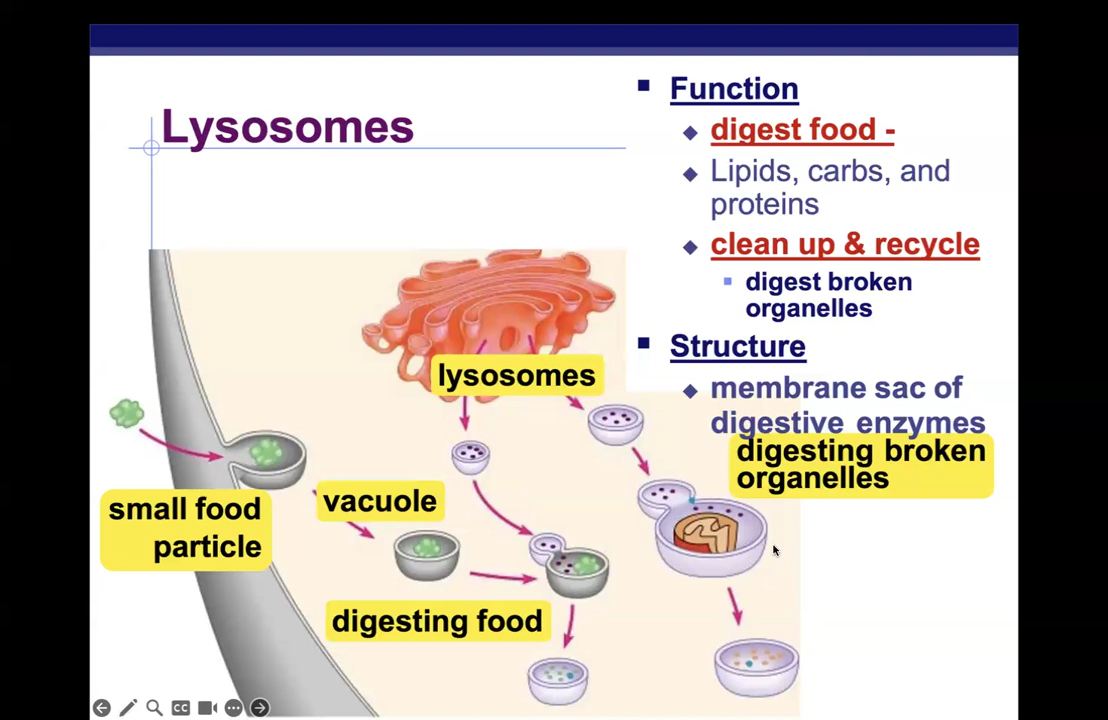 Lysosomes
Function
digest food -
Lipids, carbs, and
proteins
clean up & recycle
digest broken
organelles
Structure
membrane sac of
digestive enzymes
lysosomes
digesting broken
organelles
small food
particle
vacuole
digesting food
CC